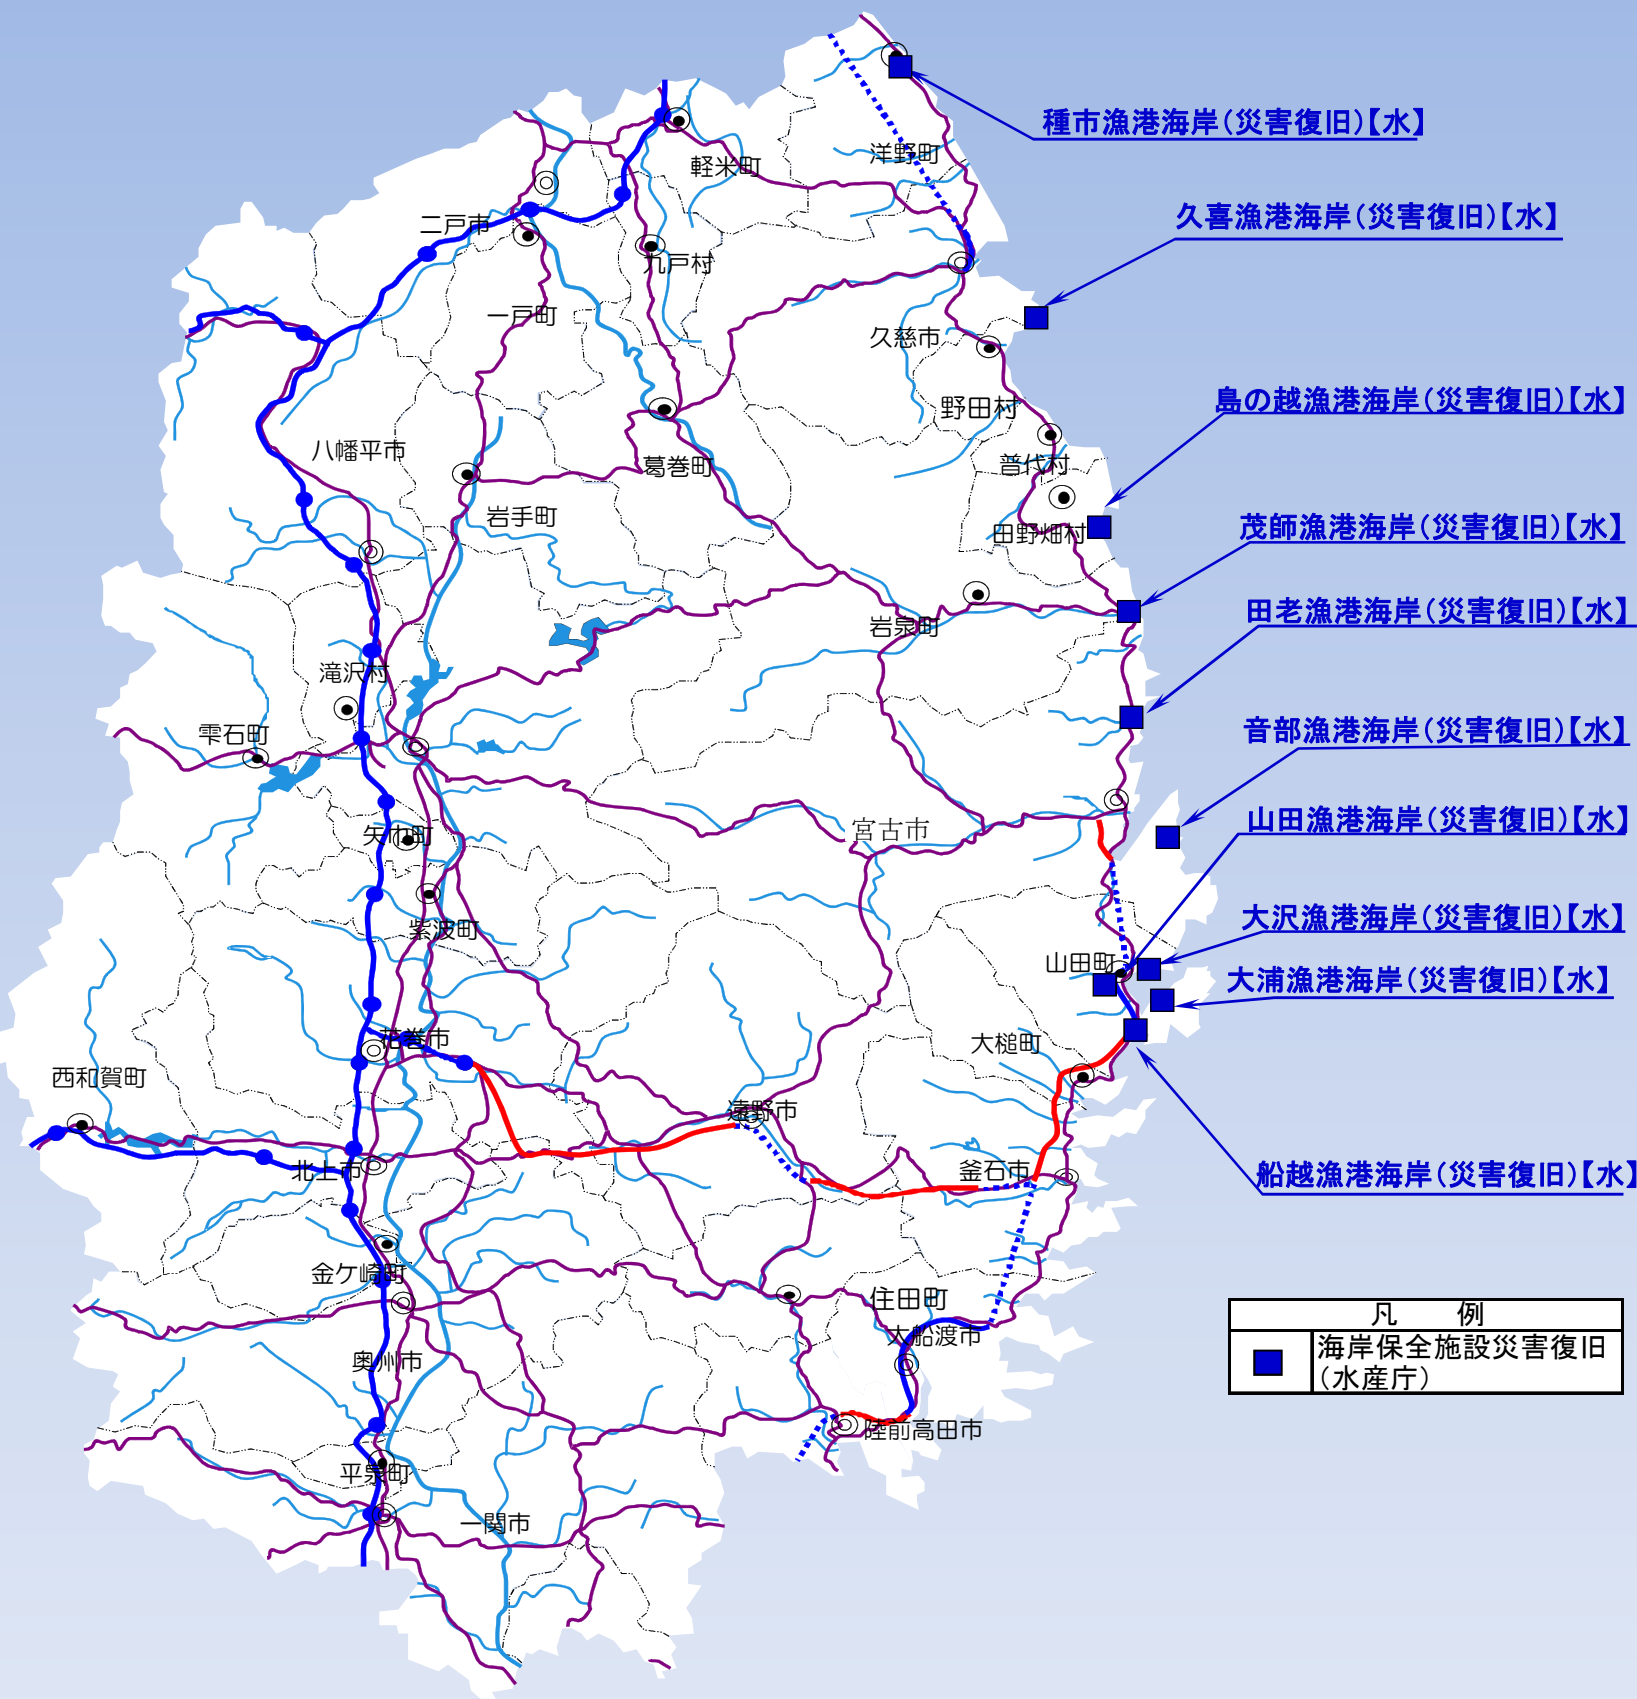 種市漁港海岸（災害復旧）【水】
洋野町
軽米町
久喜漁港海岸（災害復旧）【水】
二戸市
九戸村
一戸町
久慈市
島の越漁港海岸（災害復旧）【水】
野田村
八幡平市
葛巻町
普代村
岩手町
茂師漁港海岸（災害復旧）【水】
田野畑村
田老漁港海岸（災害復旧）【水】
岩泉町
滝沢村
雫石町
音部漁港海岸（災害復旧）【水】
山田漁港海岸（災害復旧）【水】
宮古市
矢巾町
大沢漁港海岸（災害復旧）【水】
紫波町
山田町
大浦漁港海岸（災害復旧）【水】
花巻市
大槌町
西和賀町
遠野市
北上市
釜石市
船越漁港海岸（災害復旧）【水】
金ケ崎町
住田町
大船渡市
凡　例
海岸保全施設災害復旧
（水産庁）
奥州市
陸前高田市
平泉町
一関市